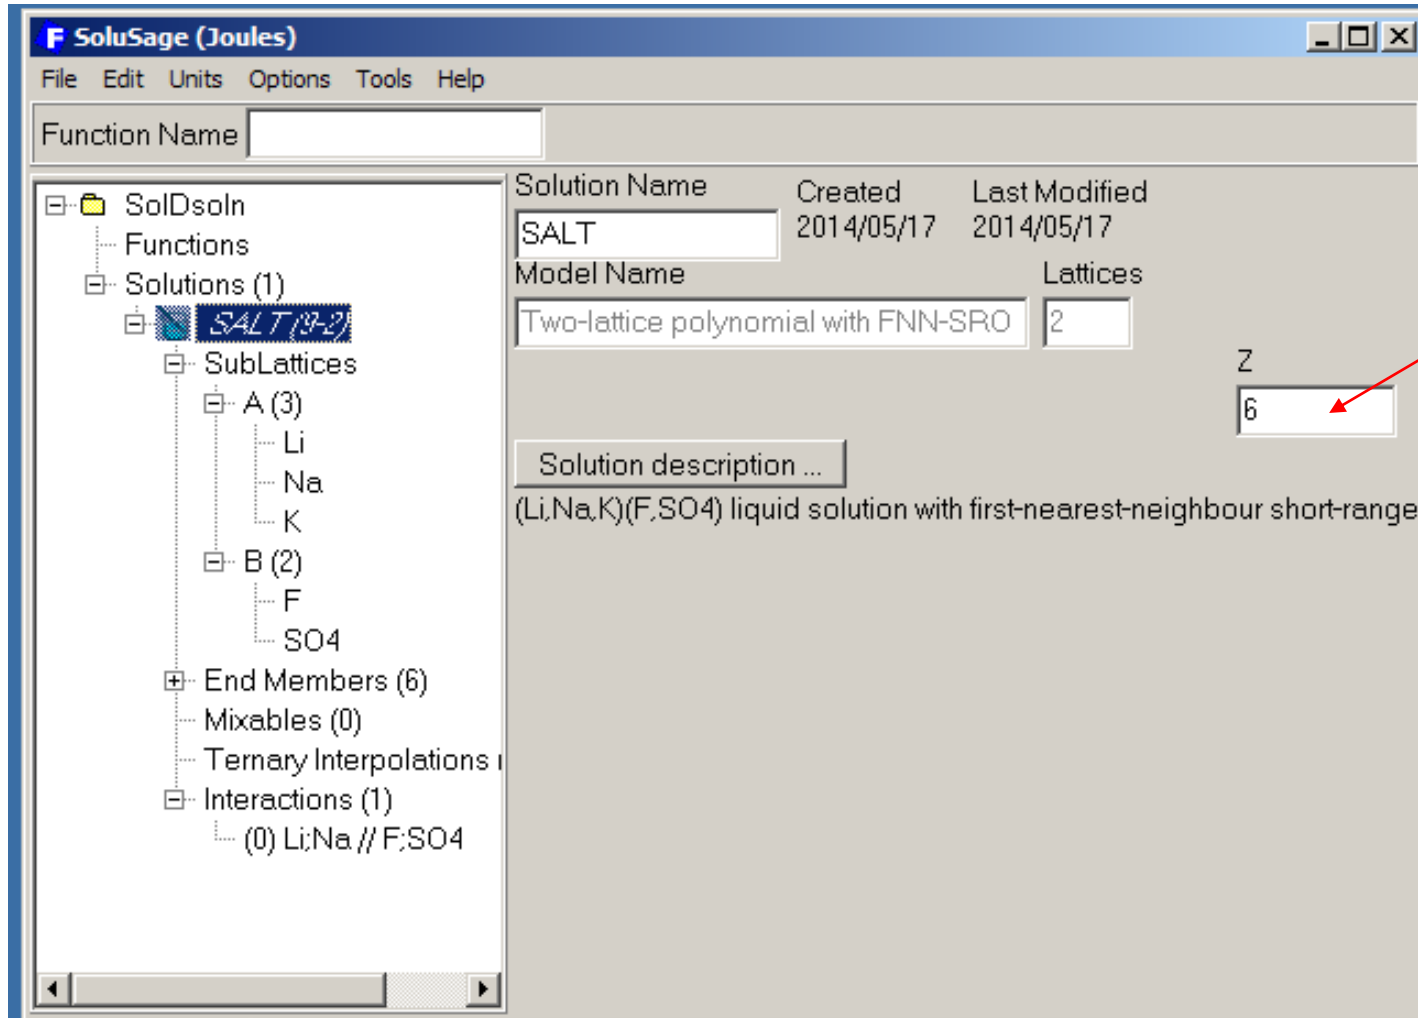 SoluSage (Joules)
File Edit Units Options Tools Help
Function Name
SolDsoln
Functions
Solutions (1)
SALT (9-2)
SubLattices
A (3)
Li
Na
K
B (2)
F
SO4
End Members (6)
Mixables (0)
Ternary Interpolations
Interactions (1)
(0) Li;Na // F;SO4
Solution Name Created Last Modified
SALT 2014/05/17 2014/05/17
Model Name Lattices
Two-lattice polynomial with FNN-SRO 2
Z
6
Solution description ...
(Li,Na,K)(F,SO4) liquid solution with first-nearest-neighbour short-range